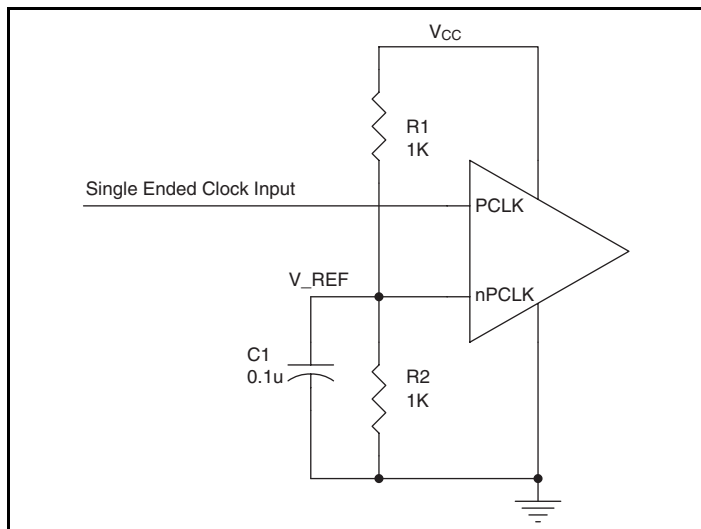 VCC
R1
1K
Single Ended Clock Input
PCLK
V_REF
nPCLK
C1
0.1u
R2
1K